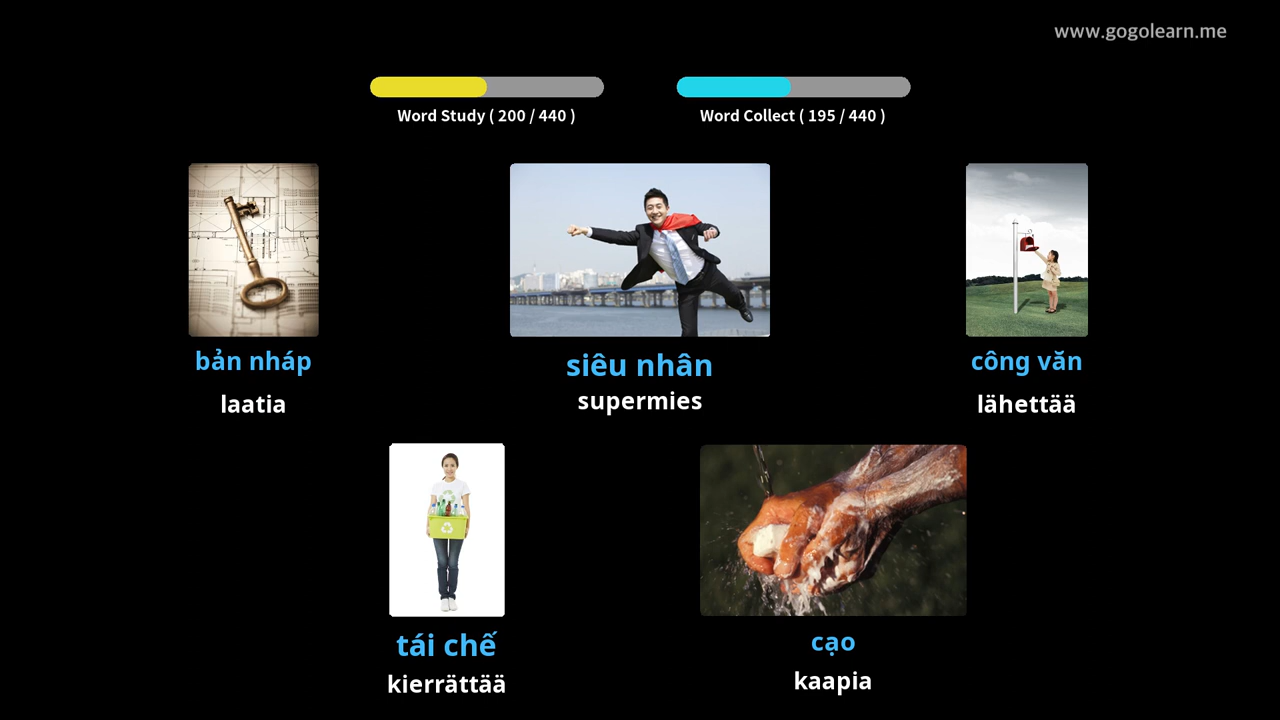 www.gogolearn.me
Word Study ( 200 / 440 )
Word Collect ( 195 / 440 )
bản nháp
laatia
siêu nhân
supermies
công văn
lähettää
tái chế
kierrättää
cạo
kaapia